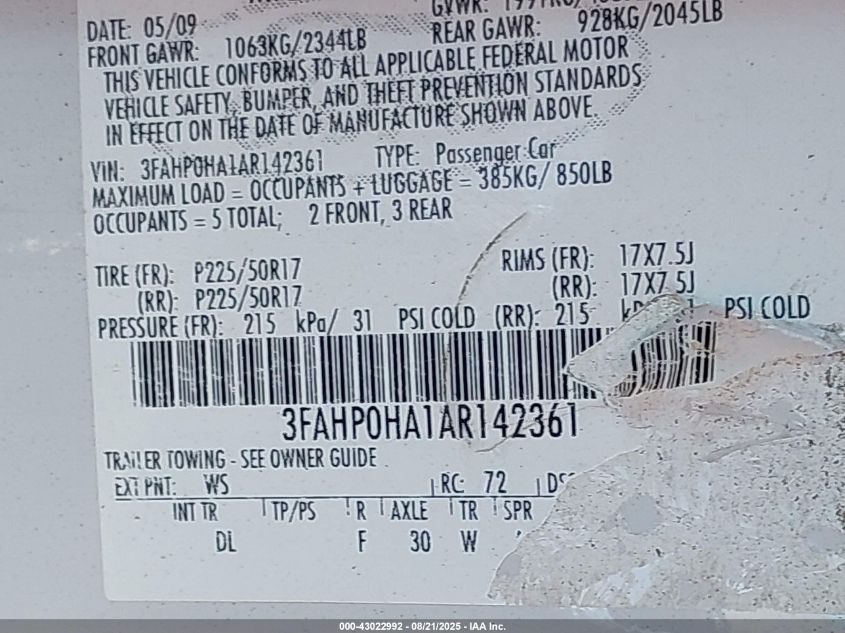 DATE: 05/09
FRONT GAWR: 1063KG/2344LB REAR GAWR: 928KG/2045LB
THIS VEHICLE CONFORMS TO ALL APPLICABLE FEDERAL MOTOR
VEHICLE SAFETY, BUMPER, AND THEFT PREVENTION STANDARDS
IN EFFECT ON THE DATE OF MANUFACTURE SHOWN ABOVE.
VIN: 3FAHP0HA1AR142361 TYPE: Passenger Car
MAXIMUM LOAD = OCCUPANTS + LUGGAGE = 385KG/ 850LB
OCCUPANTS = 5 TOTAL; 2 FRONT, 3 REAR
TIRE (FR): P225/50R17 RIMS (FR): 17X7.5J
(RR): P225/50R17 (RR): 17X7.5J
PRESSURE (FR): 215 kPa/ 31 PSI COLD (RR): 215 PSI COLD
3FAHP0HA1AR142361
TRAILER TOWING - SEE OWNER GUIDE
EXT PNT: WS RC: 72
INT TR TP/PS R AXLE TR SPR
DL F 30 W
000-43022992 - 08/21/2025 - IAA Inc.